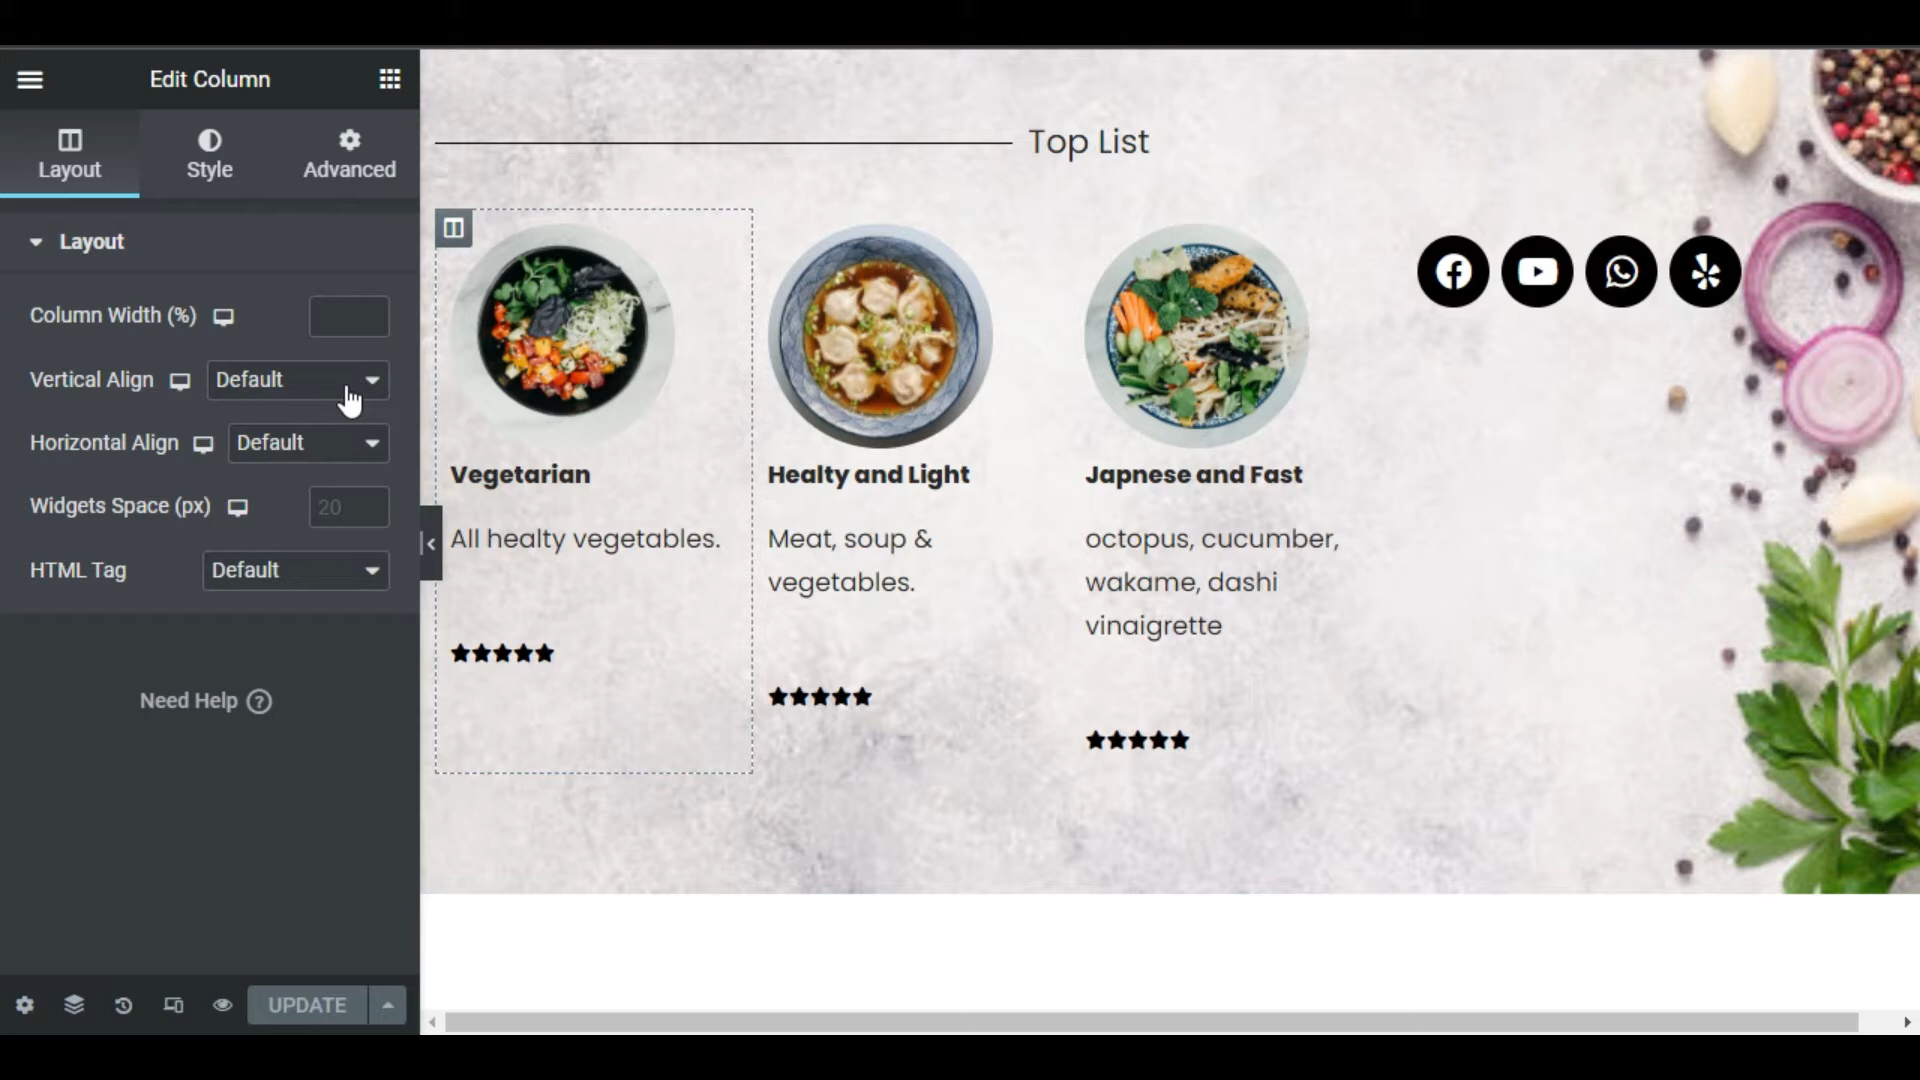 Edit Column
Layout
Style
Advanced
Layout
Column Width (%)
Vertical Align
Default
Horizontal Align
Default
Widgets Space (px)
20
HTML Tag
Default
Need Help
?
UPDATE
Top List
Vegetarian
All healty vegetables.
Healty and Light
Meat, soup &
vegetables.
Japnese and Fast
octopus, cucumber,
wakame, dashi
vinaigrette